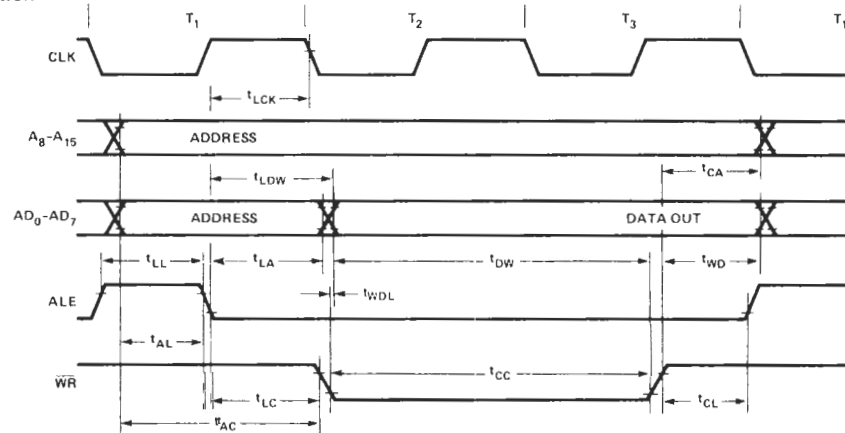 T1 T2 T3 T1
CLK
tLCK
A8-A15 ADDRESS
tLDW tCA
AD0-AD7 ADDRESS DATA OUT
tLL tLA tDW tWD
ALE tWDL
tAL
WR tCC
tLC tCL
tAC